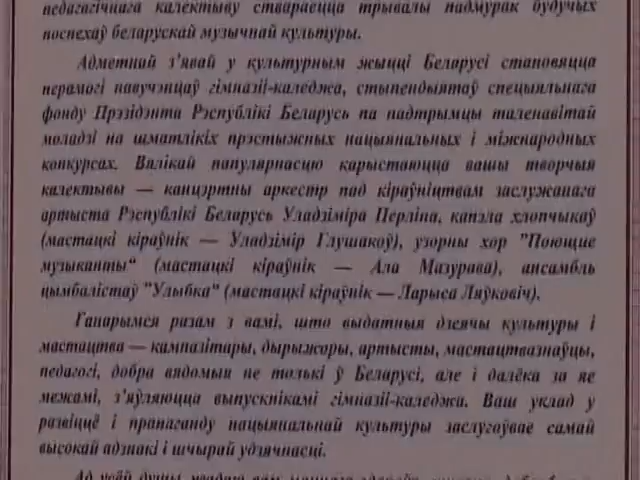 педагагічнага калектыву ствараецца трывалы падмурак будучых
поспехаў беларускай музычнай культуры.
Адметнай з'явай у культурным жыцці Беларусі становяцца
перамогі навучэнцаў гімназіі-каледжа, стыпендыятаў спецыяльнага
фонду Прэзідэнта Рэспублікі Беларусь па падтрымцы таленавітай
моладзі на шматлікіх прэстыжных нацыянальных і міжнародных
конкурсах. Вялікай папулярнасцю карыстаюцца вашы творчыя
калектывы — канцэртны аркестр пад кіраўніцтвам заслужанага
артыста Рэспублікі Беларусь Уладзіміра Перліна, капэла хлопчыкаў
(мастацкі кіраўнік — Уладзімір Глушакоў), узорны хор "Поющие
музыканты" (мастацкі кіраўнік — Ала Мазурава), ансамбль
цымбалістаў "Улыбка" (мастацкі кіраўнік — Ларыса Ляўковіч).
Ганарымся разам з вамі, што выдатныя дзеячы культуры і
мастацтва — кампазітары, дырыжоры, артысты, мастацтвазнаўцы,
педагогі, добра вядомыя не толькі ў Беларусі, але і далёка за яе
межамі, з'яўляюцца выпускнікамі гімназіі-каледжа. Ваш уклад у
развіццё і прапаганду нацыянальнай культуры заслугоўвае самай
высокай адзнакі і шчырай удзячнасці.
Ад усёй душы